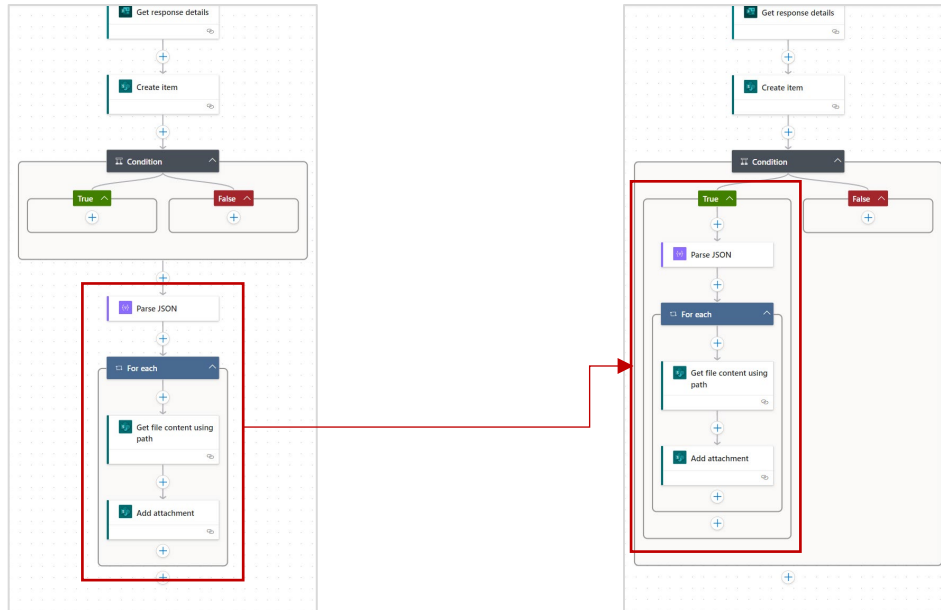 Get response details
Create item
Condition
True
False
Parse JSON
For each
Get file content using
path
Add attachment
Get response details
Create item
Condition
True
False
Parse JSON
For each
Get file content using
path
Add attachment